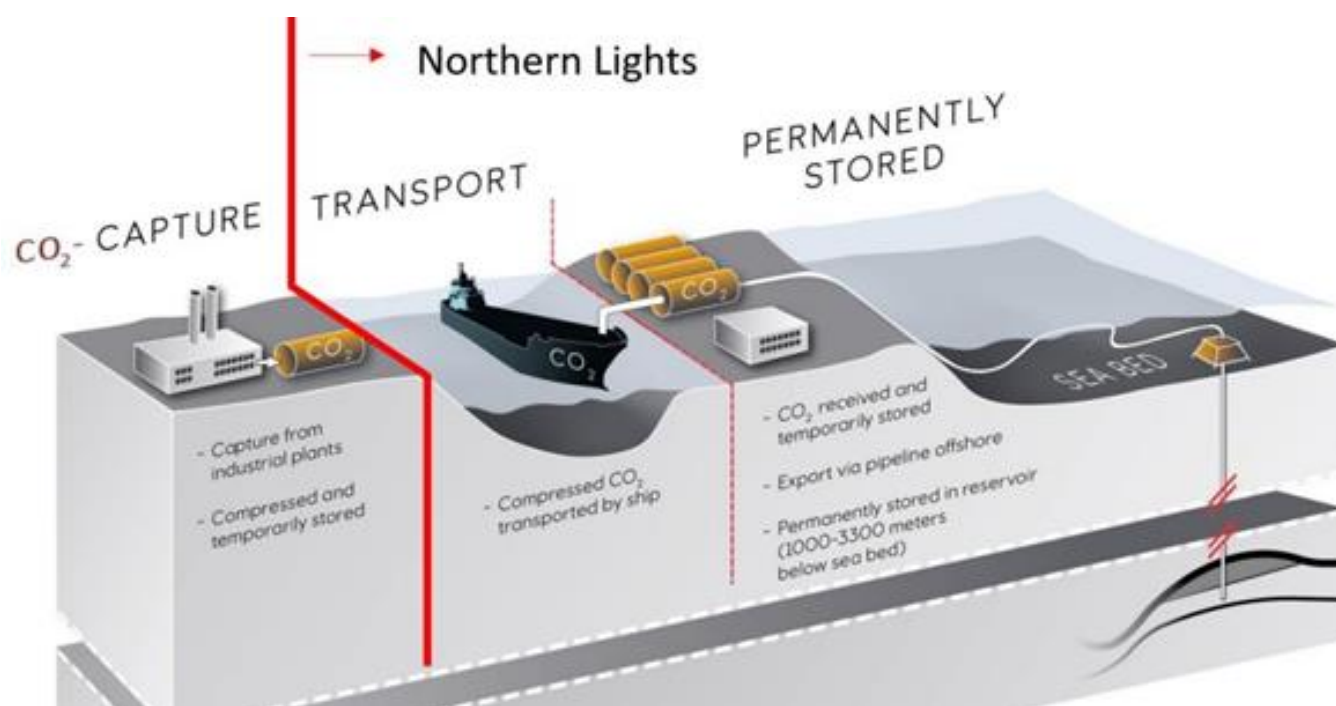 Northern Lights
CO₂- CAPTURE
TRANSPORT
PERMANENTLY
STORED
CO₂
CO₂
CO₂
SEA BED
- Capture from
industrial plants
- Compressed and
temporarily stored
- Compressed CO₂
transported by ship
- CO₂ received and
temporarily stored
- Export via pipeline offshore
- Permanently stored in reservoir
(1000-3300 meters
below sea bed)